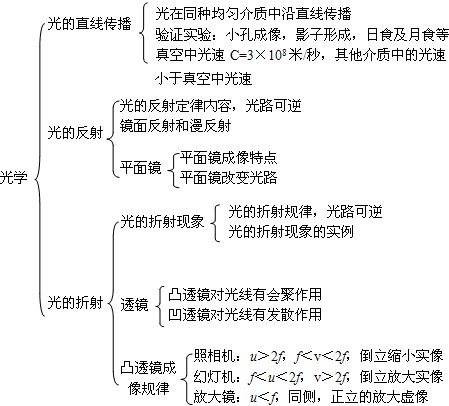 光学
光的直线传播
光在同种均匀介质中沿直线传播
验证实验:小孔成像,影子形成,日食及月食等
真空中光速 C=3×10⁸米/秒,其他介质中的光速
小于真空中光速
光的反射
光的反射定律内容,光路可逆
镜面反射和漫反射
平面镜
平面镜成像特点
平面镜改变光路
光的折射
光的折射现象
光的折射规律,光路可逆
光的折射现象的实例
透镜
凸透镜对光线有会聚作用
凹透镜对光线有发散作用
凸透镜成
像规律
照相机:u>2f,f<v<2f,倒立缩小实像
幻灯机:f<u<2f,v>2f,倒立放大实像
放大镜:u<f,同侧,正立的放大虚像